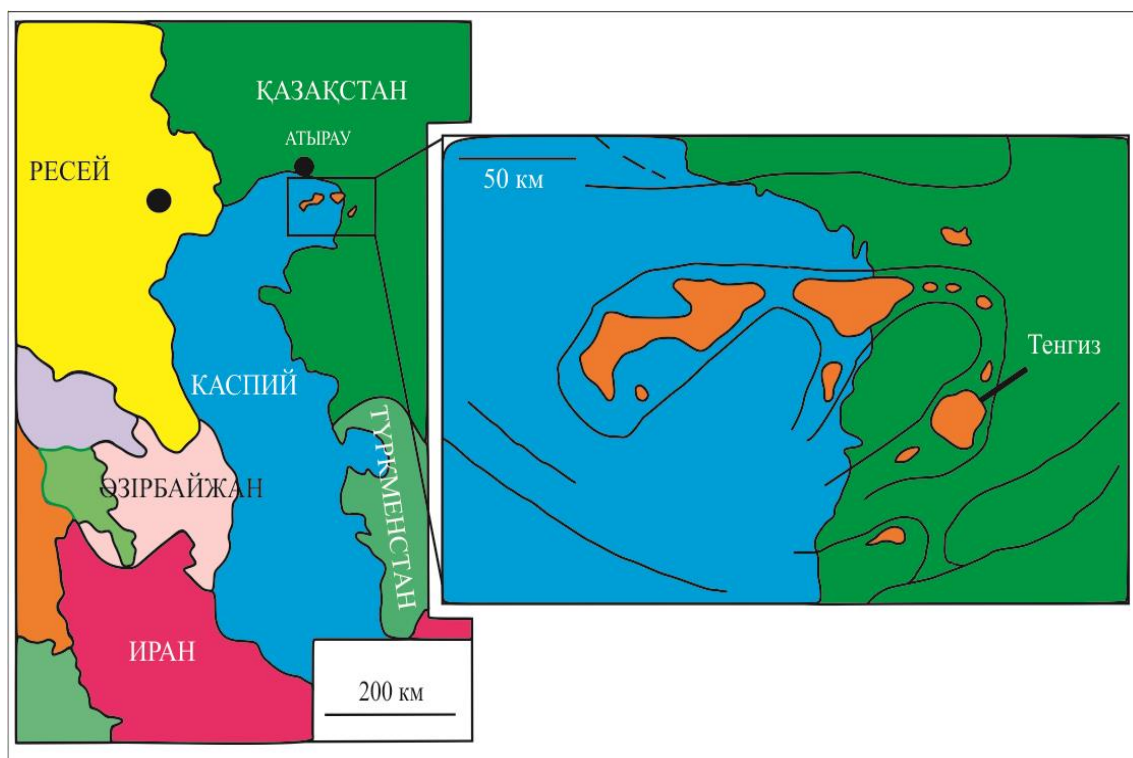 ҚАЗАҚСТАН
АТЫРАУ
РЕСЕЙ
КАСПИЙ
ӘЗІРБАЙЖАН
ТҮРКМЕНСТАН
ИРАН
200 км
50 км
Тенгиз